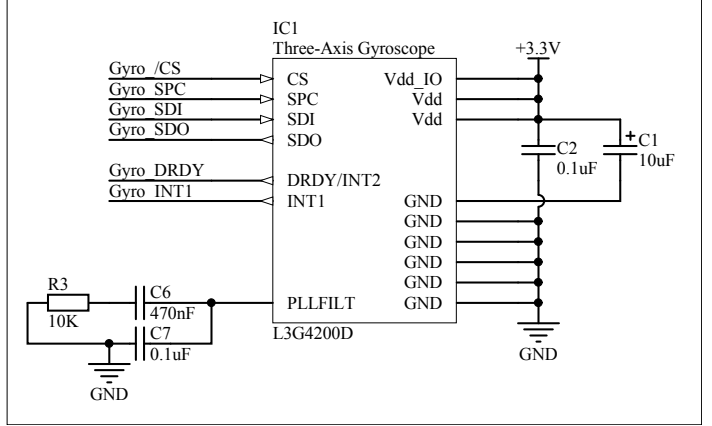 IC1
Three-Axis Gyroscope
+3.3V
Gyro_/CS
CS
Vdd_IO
Gyro_SPC
SPC
Vdd
Gyro_SDI
SDI
Vdd
Gyro_SDO
SDO
C2
0.1uF
+
C1
10uF
Gyro_DRDY
DRDY/INT2
Gyro_INT1
INT1
GND
GND
GND
GND
GND
R3
10K
C6
470nF
PLLFILT
GND
C7
0.1uF
L3G4200D
GND
GND